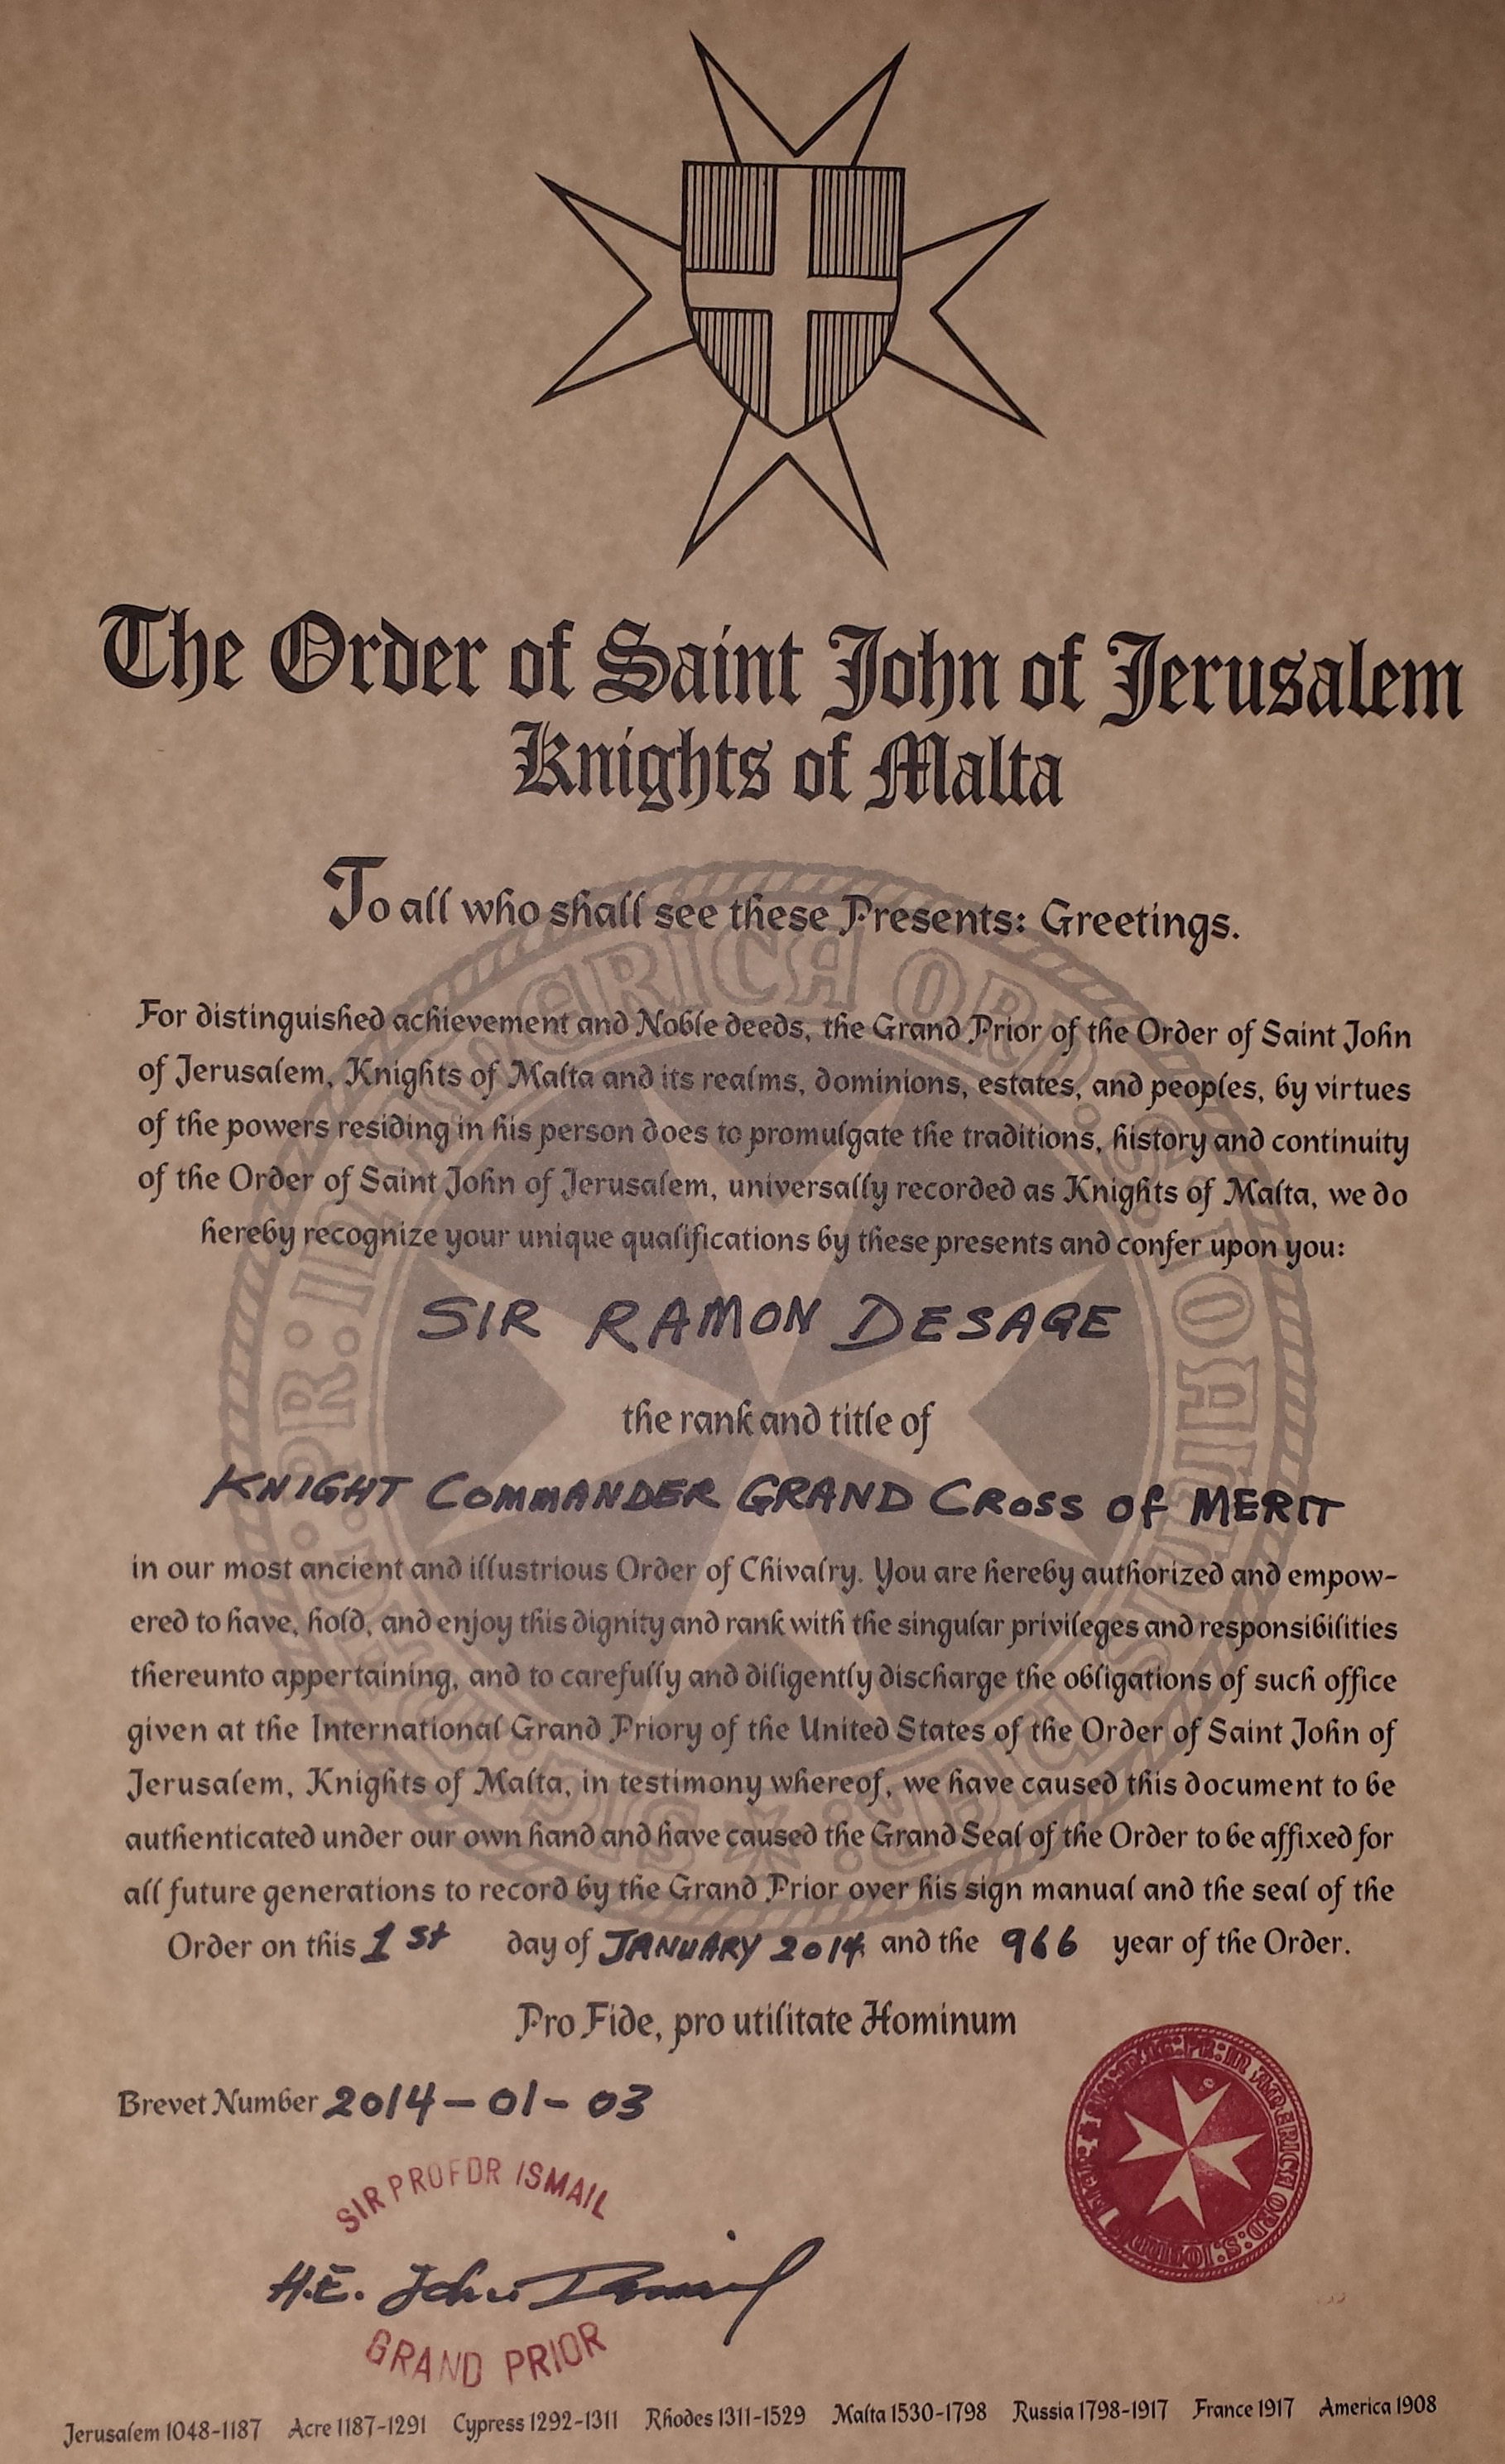 The Order of Saint John of Jerusalem
Knights of Malta
To all who shall see these Presents: Greetings.
For distinguished achievement and Noble deeds, the Grand Prior of the Order of Saint John
of Jerusalem, Knights of Malta and its realms, dominions, estates, and peoples, by virtues
of the powers residing in his person does to promulgate the traditions, history and continuity
of the Order of Saint John of Jerusalem, universally recorded as Knights of Malta, we do
hereby recognize your unique qualifications by these presents and confer upon you:
SIR RAMON DESAGE
the rank and title of
KNIGHT COMMANDER GRAND CROSS OF MERIT
in our most ancient and illustrious Order of Chivalry. You are hereby authorized and empow-
ered to have, hold, and enjoy this dignity and rank with the singular privileges and responsibilities
thereunto appertaining, and to carefully and diligently discharge the obligations of such office
given at the International Grand Priory of the United States of the Order of Saint John of
Jerusalem, Knights of Malta, in testimony whereof, we have caused this document to be
authenticated under our own hand and have caused the Grand Seal of the Order to be affixed for
all future generations to record by the Grand Prior over his sign manual and the seal of the
Order on this 1st day of JANUARY 2014 and the 966 year of the Order.
Pro Fide, pro utilitate Hominum
Brevet Number 2014-01-03
SIR PROFDR ISMAIL
H.E. John
GRAND PRIOR
PR: IN AMERICA ORD: S:
Jerusalem 1048-1187 Acre 1187-1291 Cypress 1292-1311 Rhodes 1311-1529 Malta 1530-1798 Russia 1798-1917 France 1917 America 1908